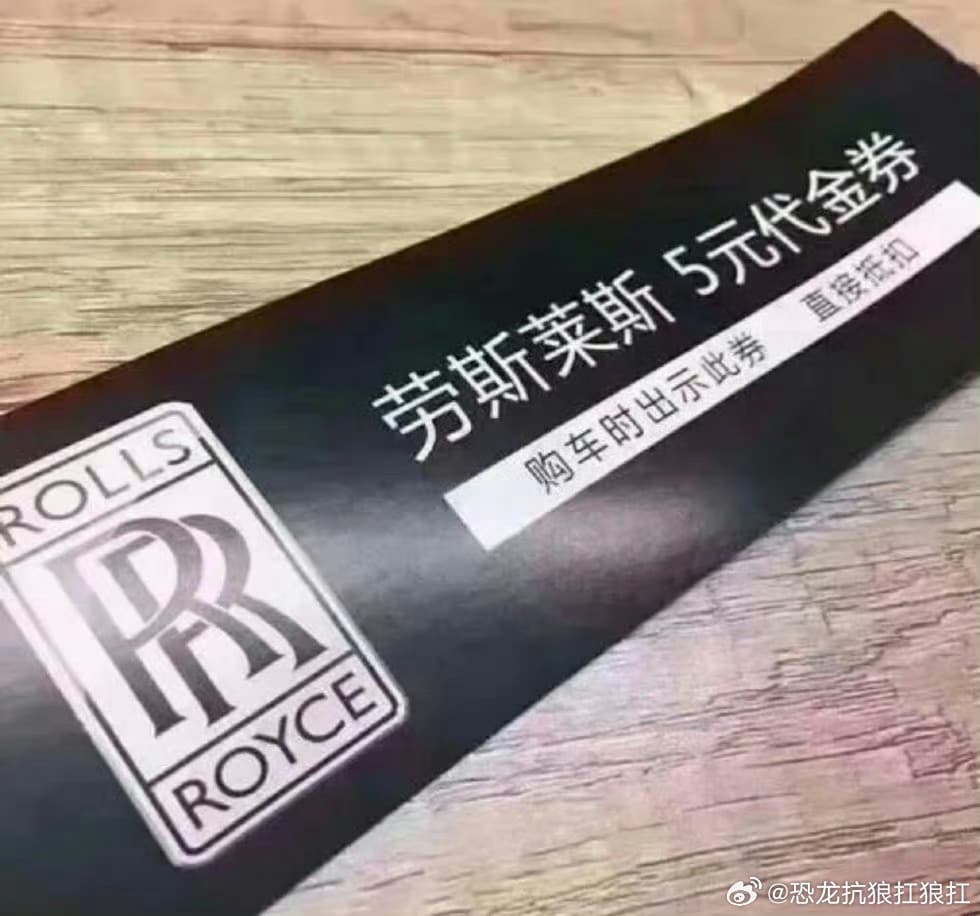 劳斯莱斯 5元代金券
购车时出示此券 直接抵扣
ROLLS
RR
ROYCE
@恐龙抗狼扛狼扛